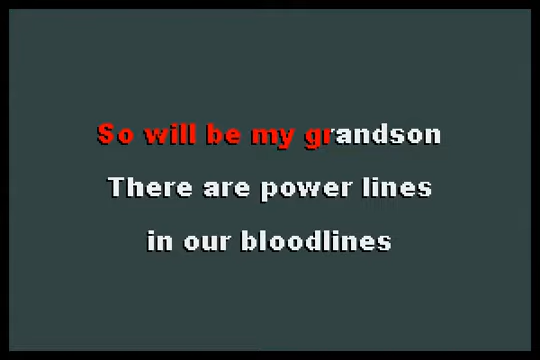 So will be my grandson
There are power lines
in our bloodlines